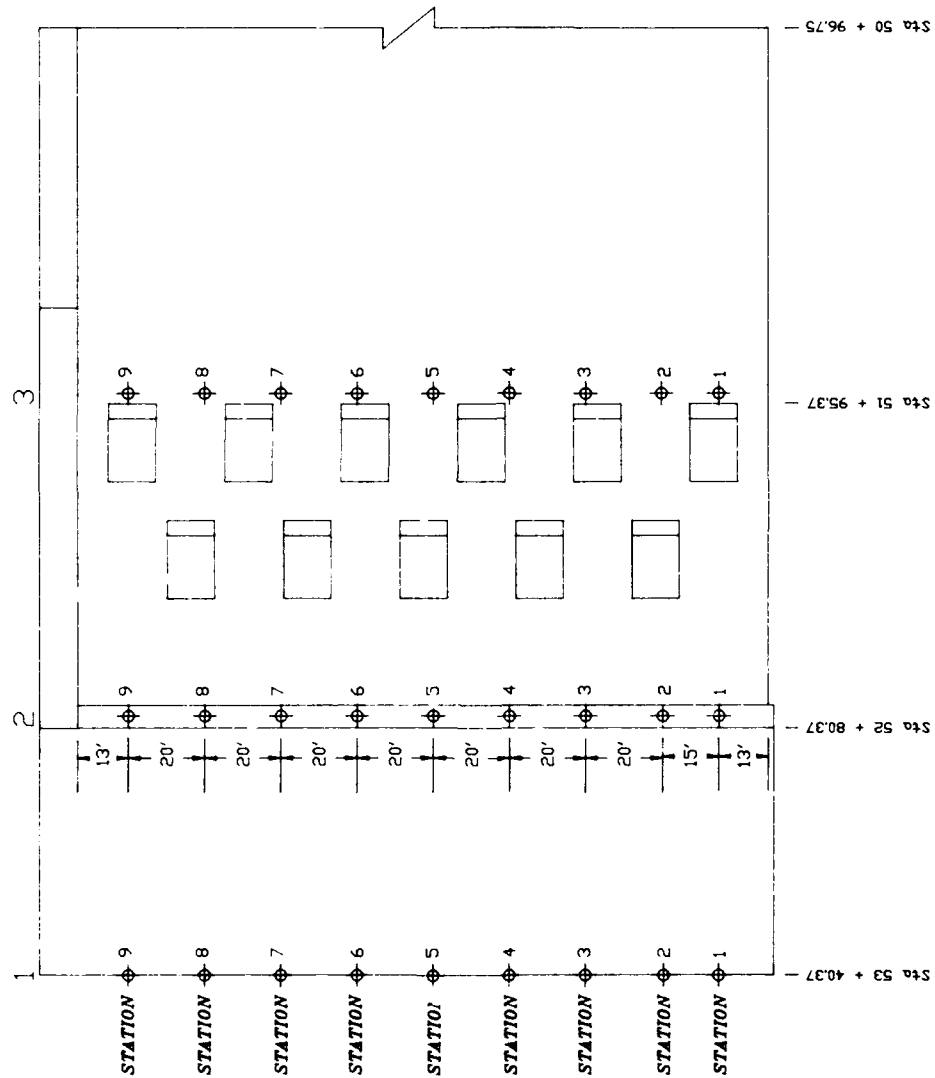 1
2
3
STATION 9
STATION 8
STATION 7
STATION 6
STATIOI 5
STATION 4
STATION 3
STATION 2
STATION 1
9
8
7
6
5
4
3
2
1
9
8
7
6
5
4
3
2
1
13'
20'
20'
20'
20'
20'
20'
20'
15'
13'
Sta 53 + 40.37
Sta 52 + 80.37
Sta 51 + 95.37
Sta 50 + 96.75